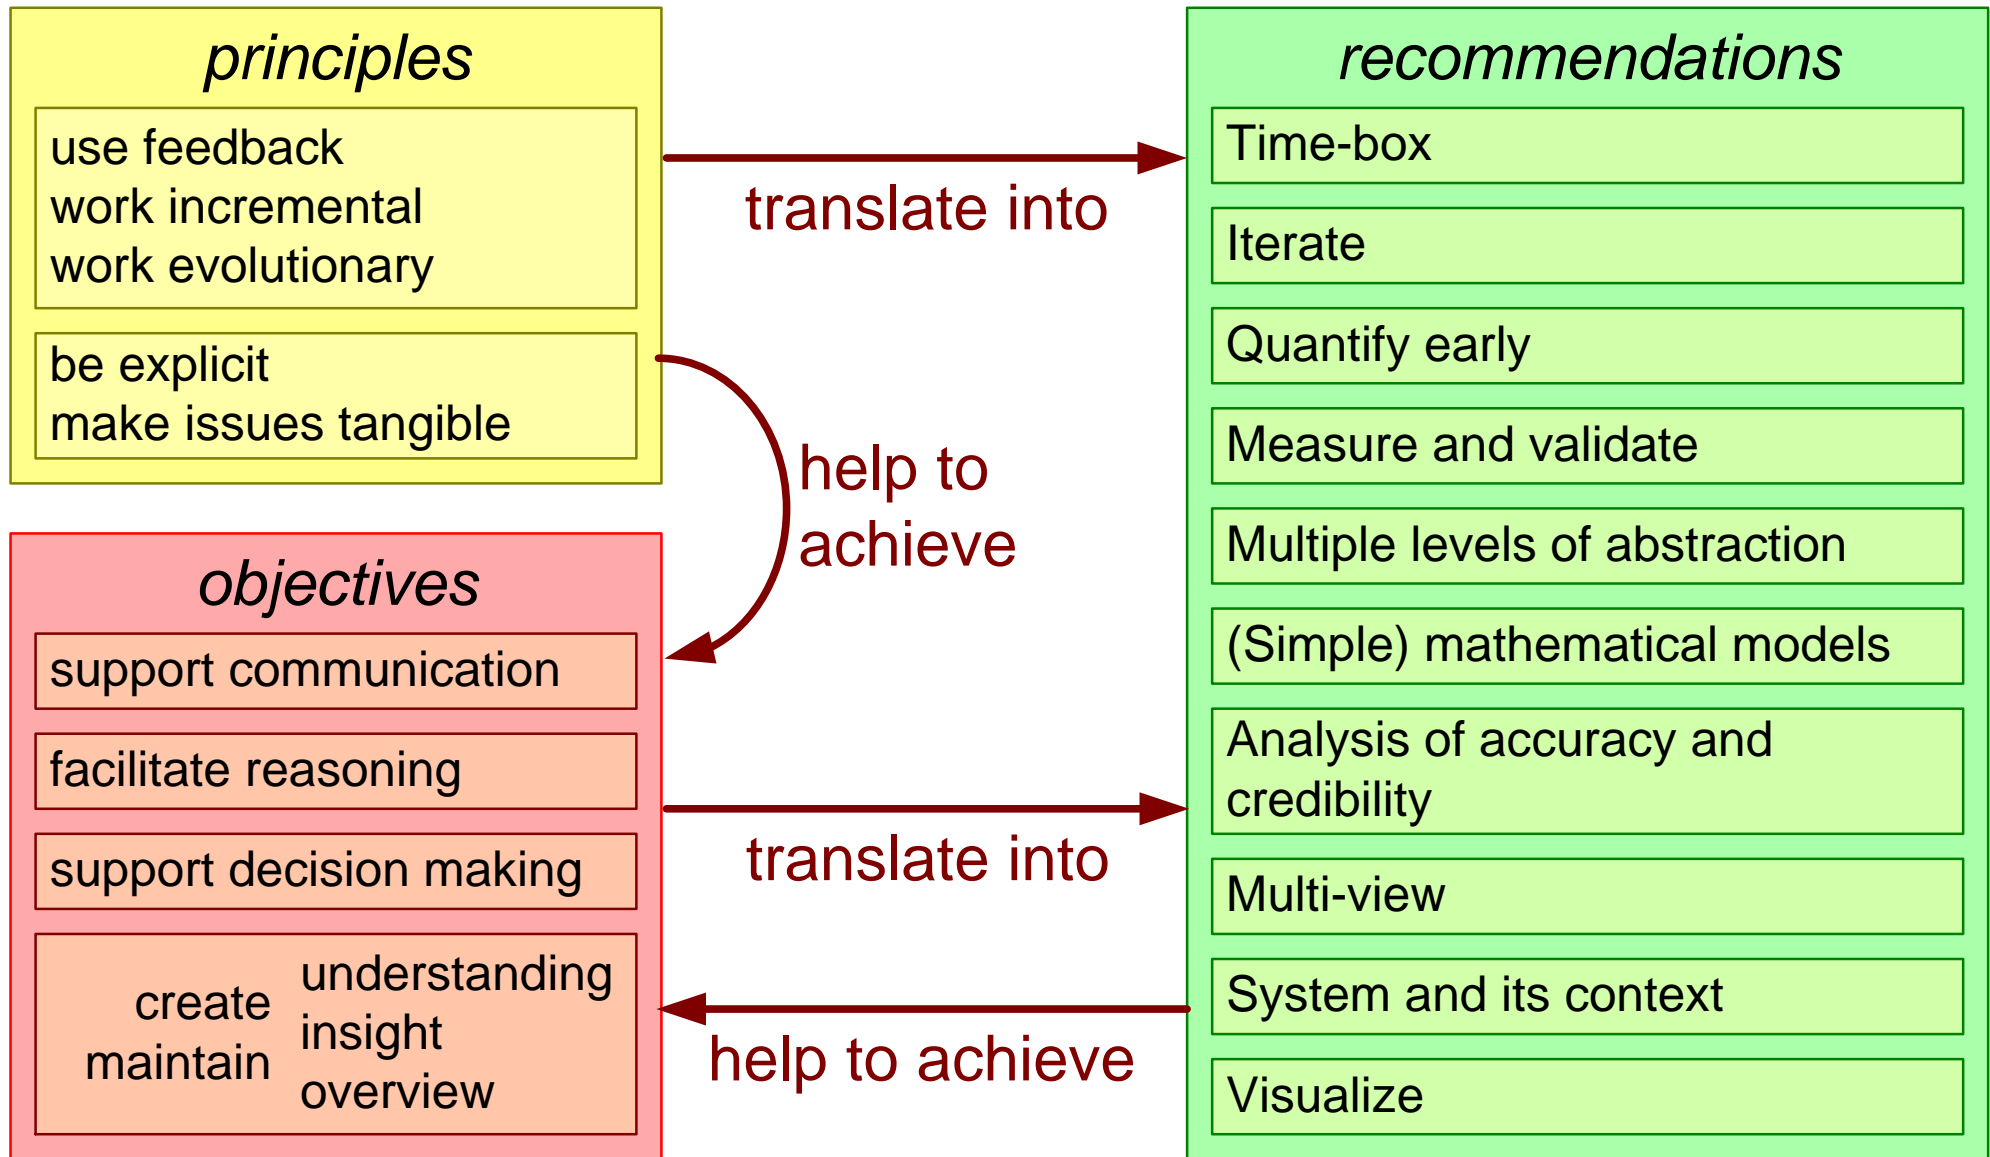 principles
use feedback
work incremental
work evolutionary
be explicit
make issues tangible
objectives
support communication
facilitate reasoning
support decision making
create
maintain
understanding
insight
overview
translate into
help to
achieve
translate into
help to achieve
recommendations
Time-box
Iterate
Quantify early
Measure and validate
Multiple levels of abstraction
(Simple) mathematical models
Analysis of accuracy and
credibility
Multi-view
System and its context
Visualize